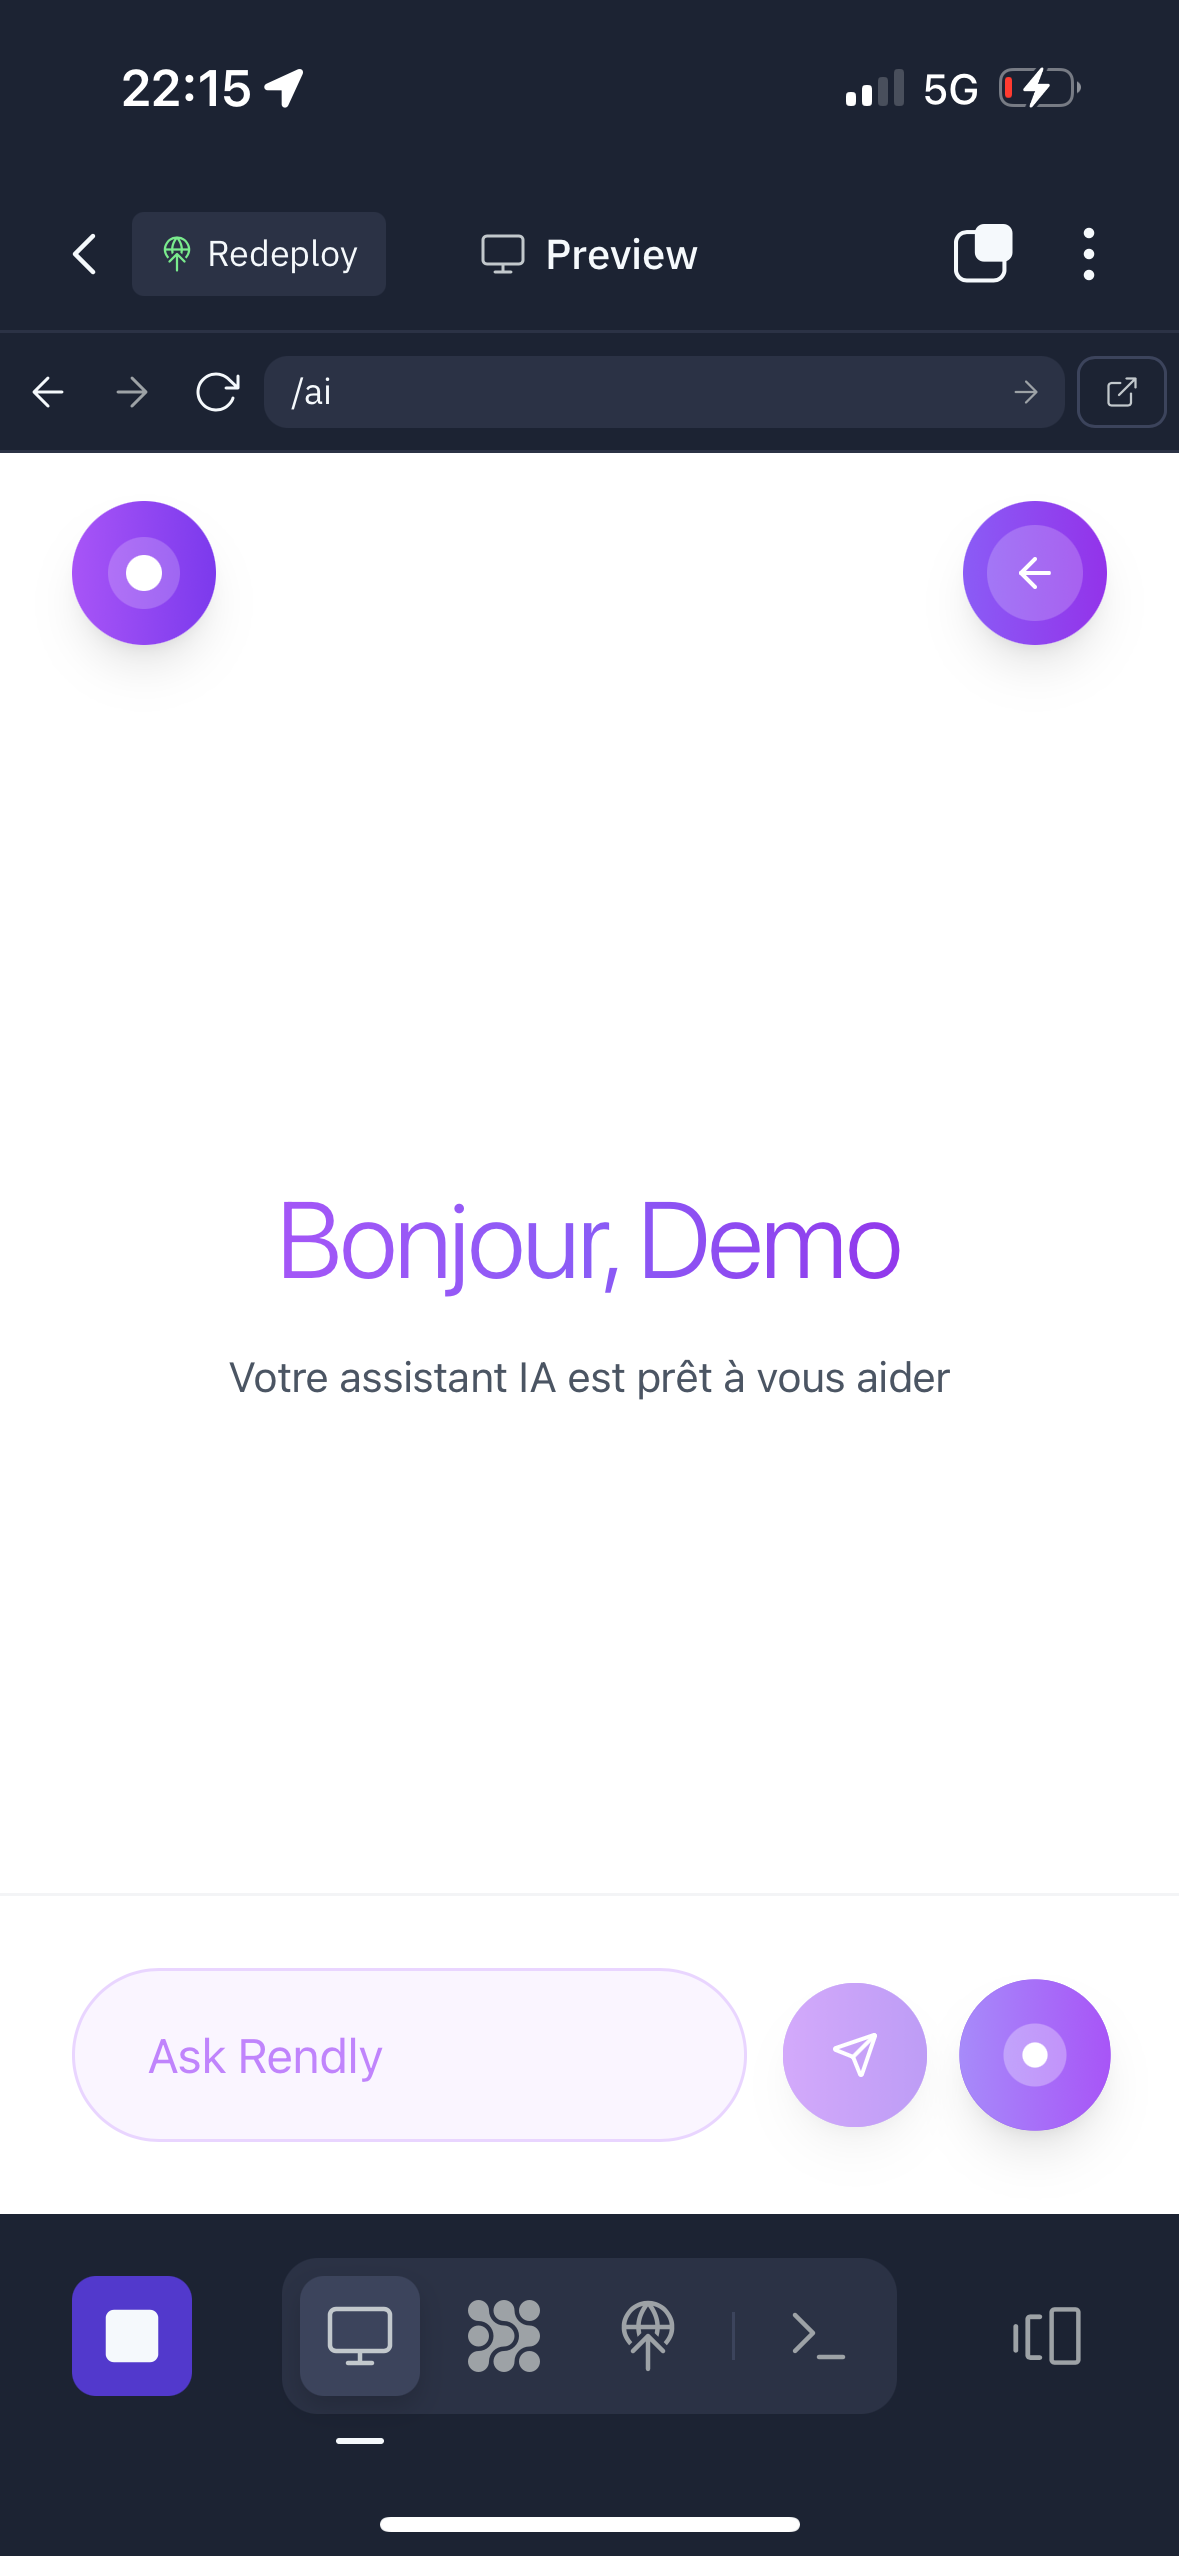 22:15
5G
Redeploy
Preview
/ai
Bonjour, Demo
Votre assistant IA est prêt à vous aider
Ask Rendly